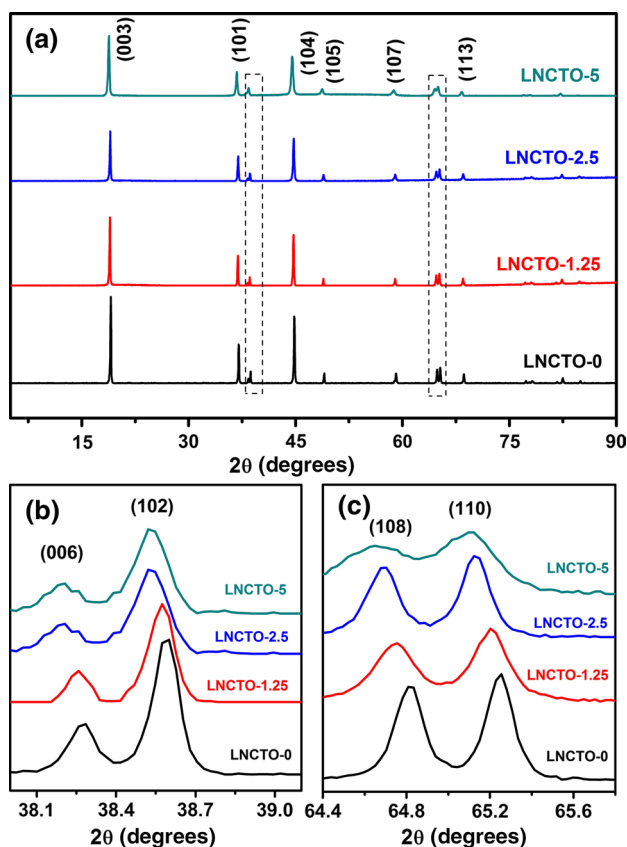 (a)
(003)
(101)
(104)
(105)
(107)
(113)
LNCTO-5
LNCTO-2.5
LNCTO-1.25
LNCTO-0
15 30 45 60 75 90
2θ (degrees)
(b)
(006)
(102)
LNCTO-5
LNCTO-2.5
LNCTO-1.25
LNCTO-0
38.1 38.4 38.7 39.0
2θ (degrees)
(c)
(108)
(110)
LNCTO-5
LNCTO-2.5
LNCTO-1.25
LNCTO-0
64.4 64.8 65.2 65.6
2θ (degrees)